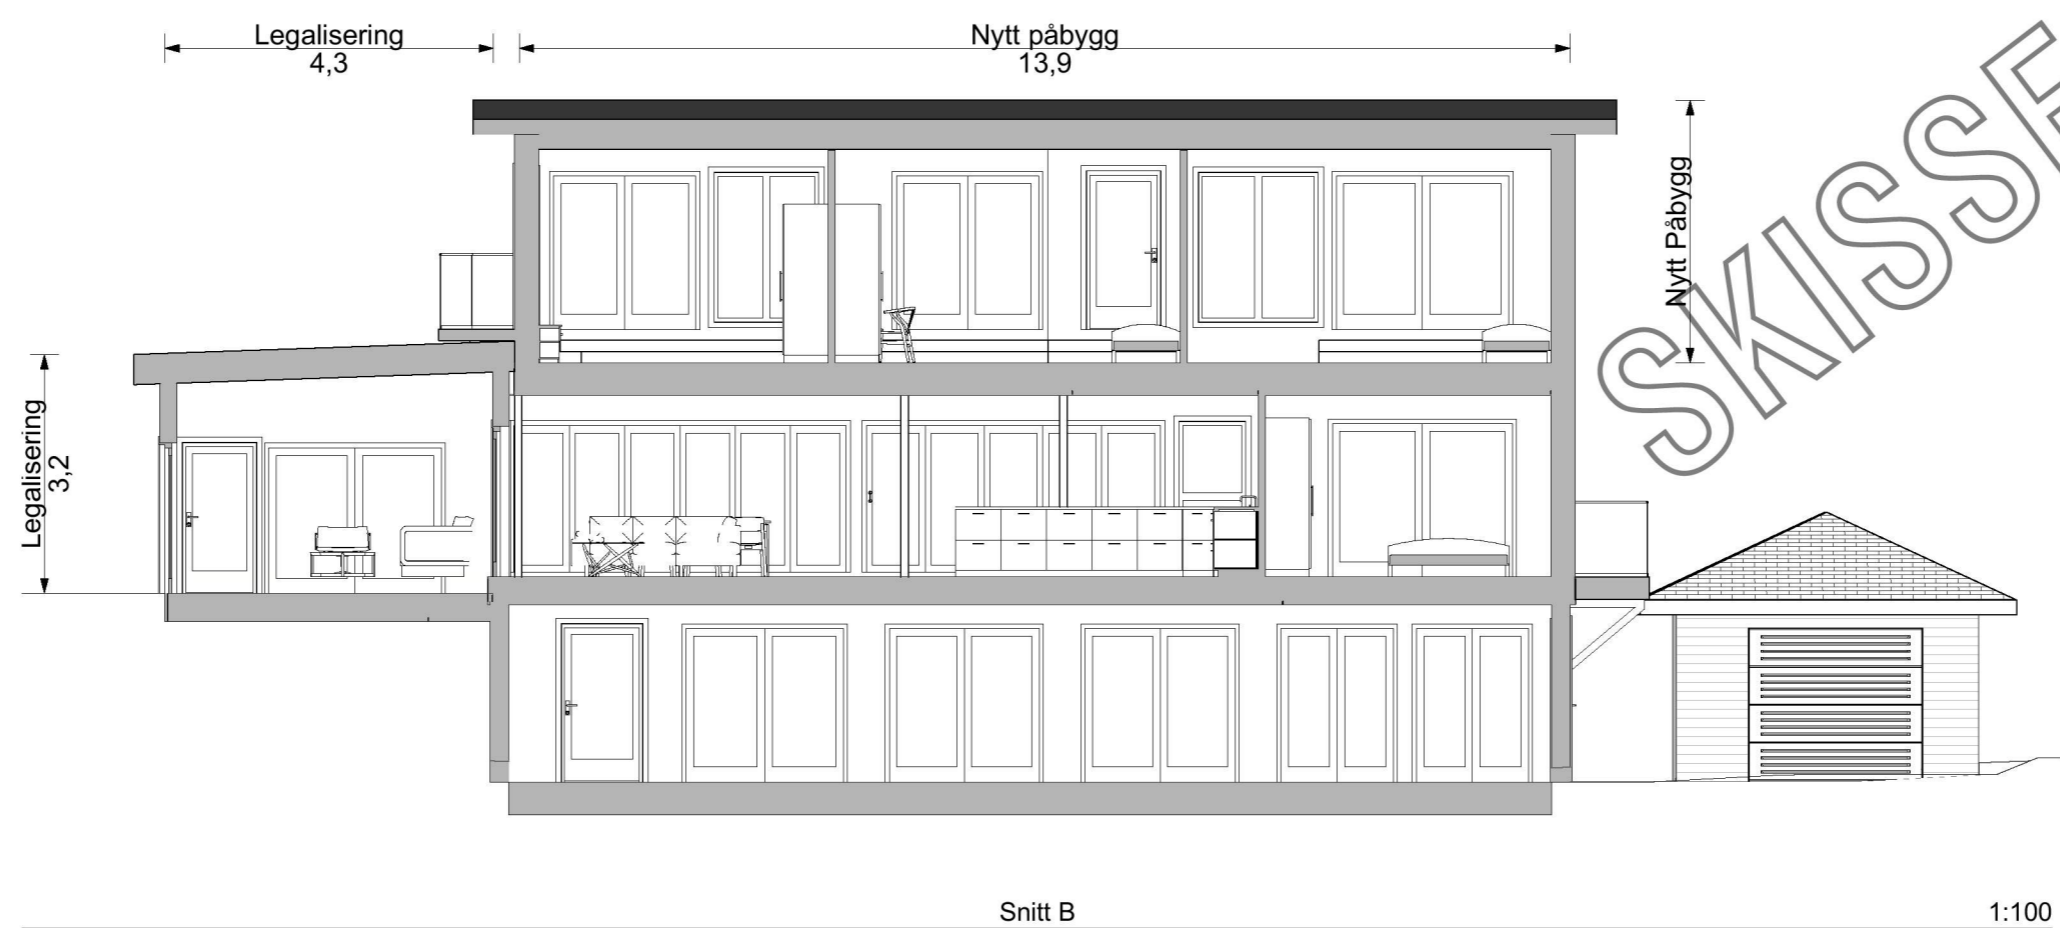 Legalisering
4,3
Nytt påbygg
13,9
Nytt Påbygg
SKISSE
Legalisering
3,2
Snitt B
1:100